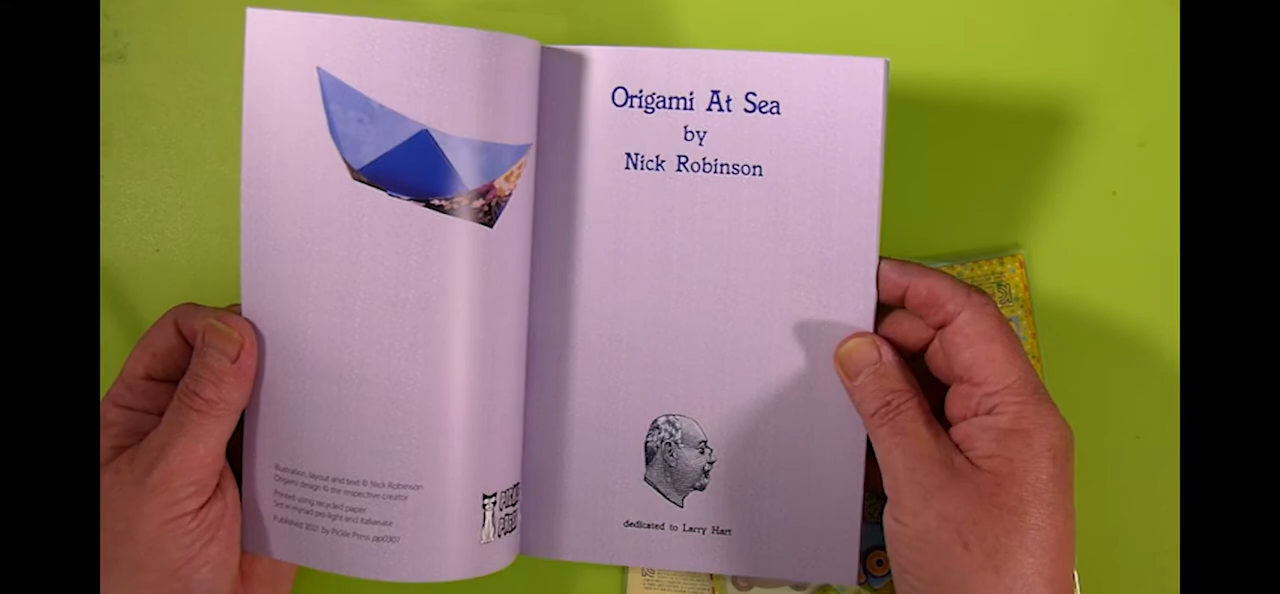 Illustration, layout and text © Nick Robinson
Origami design © the respective creator
Printed using recycled paper
Set in myriad pro light and italianate
Published 2021 by Pickle Press pp0307
Origami At Sea
by
Nick Robinson
dedicated to Larry Hart